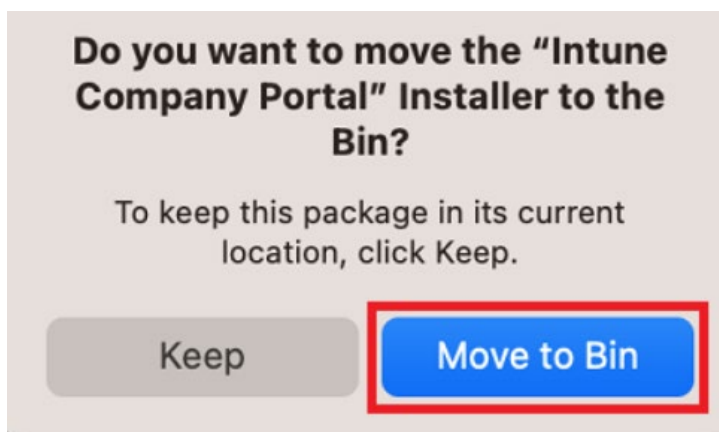 Do you want to move the “Intune
Company Portal” Installer to the
Bin?
To keep this package in its current
location, click Keep.
Keep
Move to Bin